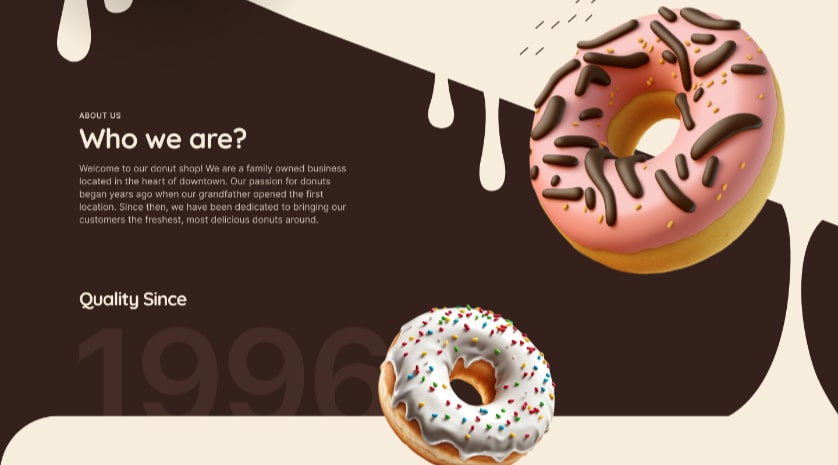 ABOUT US
Who we are?
Welcome to our donut shop! We are a family owned business
located in the heart of downtown. Our passion for donuts
began years ago when our grandfather opened the first
location. Since then, we have been dedicated to bringing our
customers the freshest, most delicious donuts around.
Quality Since
1996